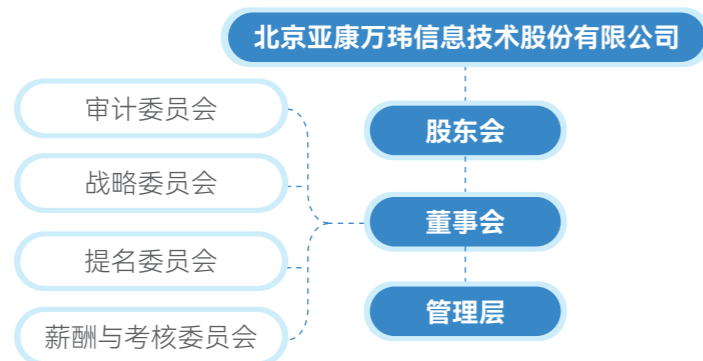 北京亚康万玮信息技术股份有限公司
股东会
董事会
管理层
审计委员会
战略委员会
提名委员会
薪酬与考核委员会